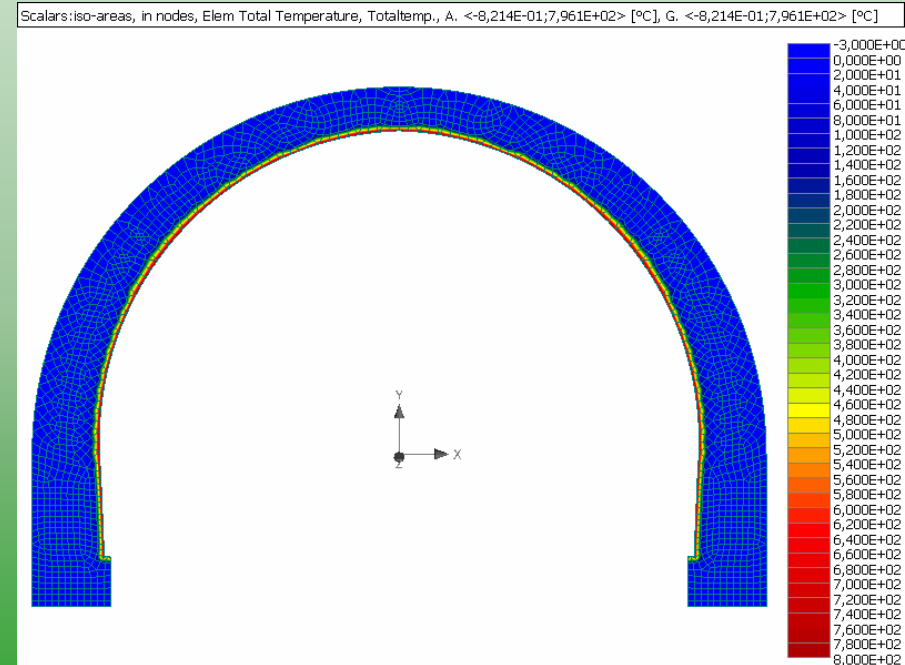 Scalars:iso-areas, in nodes, Elem Total Temperature, Totaltemp., A. <-8,214E-01;7,961E+02> [ºC], G. <-8,214E-01;7,961E+02> [ºC]
-3,000E+00
0,000E+00
2,000E+01
4,000E+01
6,000E+01
8,000E+01
1,000E+02
1,200E+02
1,400E+02
1,600E+02
1,800E+02
2,000E+02
2,200E+02
2,400E+02
2,600E+02
2,800E+02
3,000E+02
3,200E+02
3,400E+02
3,600E+02
3,800E+02
4,000E+02
4,200E+02
4,400E+02
4,600E+02
4,800E+02
5,000E+02
5,200E+02
5,400E+02
5,600E+02
5,800E+02
6,000E+02
6,200E+02
6,400E+02
6,600E+02
6,800E+02
7,000E+02
7,200E+02
7,400E+02
7,600E+02
7,800E+02
8,000E+02
Y
X
Z